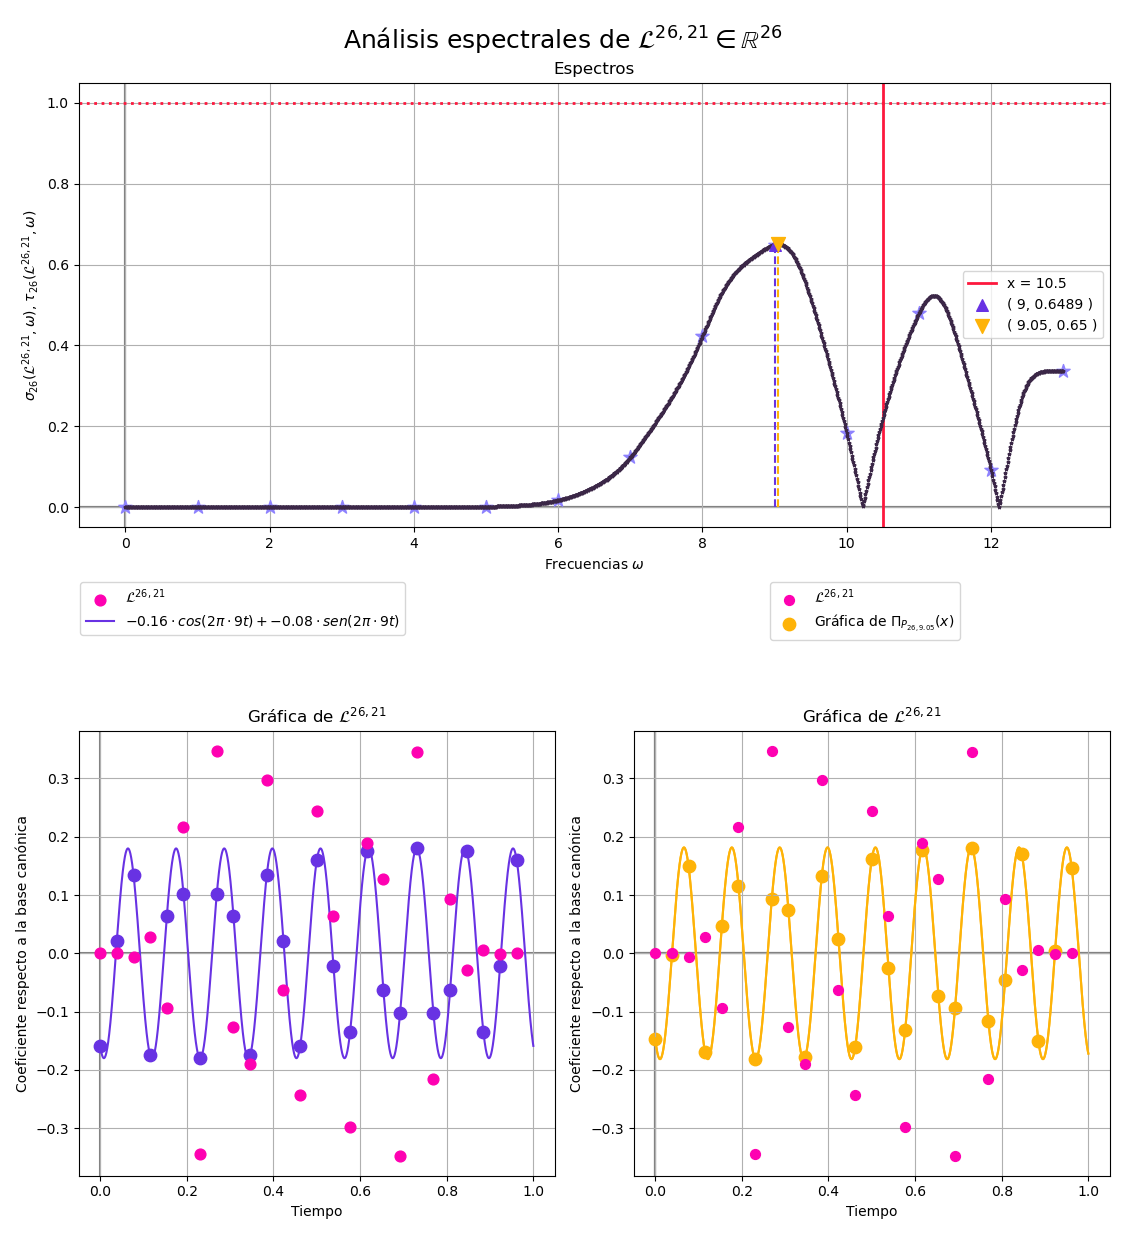 Análisis espectrales de $\mathcal{L}^{26,21} \in \mathbb{R}^{26}$
Espectros
1.0
0.8
0.6
0.4
0.2
0.0
$\sigma_{26}(\mathcal{L}^{26,21}, \omega), \tau_{26}(\mathcal{L}^{26,21}, \omega)$
x = 10.5
( 9, 0.6489 )
( 9.05, 0.65 )
0 2 4 6 8 10 12
Frecuencias ω
$\mathcal{L}^{26,21}$
$-0.16 \cdot cos(2\pi \cdot 9t) + -0.08 \cdot sen(2\pi \cdot 9t)$
$\mathcal{L}^{26,21}$
Gráfica de $\Pi_{P_{26,9.05}}(x)$
Gráfica de $\mathcal{L}^{26,21}$
0.3
0.2
0.1
0.0
−0.1
−0.2
−0.3
Coeficiente respecto a la base canónica
0.0 0.2 0.4 0.6 0.8 1.0
Tiempo
Gráfica de $\mathcal{L}^{26,21}$
0.3
0.2
0.1
0.0
−0.1
−0.2
−0.3
Coeficiente respecto a la base canónica
0.0 0.2 0.4 0.6 0.8 1.0
Tiempo